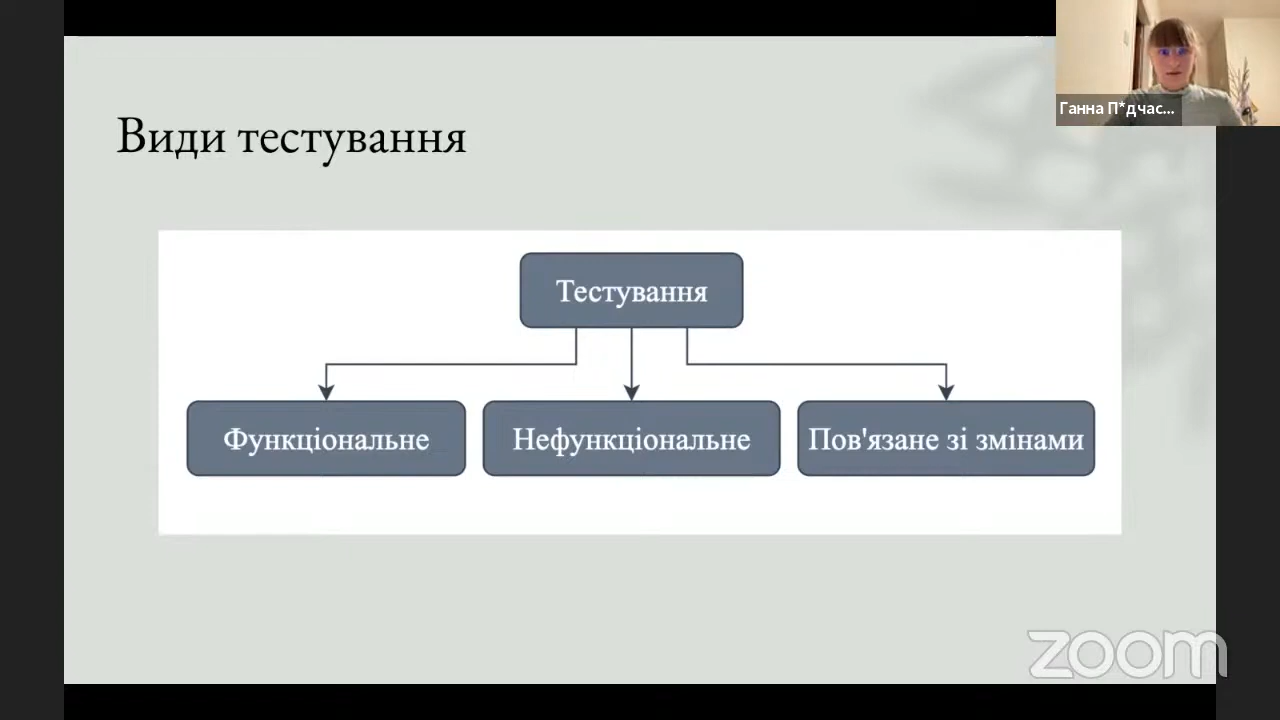 Ганна П*дчас...
Види тестування
Тестування
Функціональне
Нефункціональне
Пов'язане зі змінами
zoom